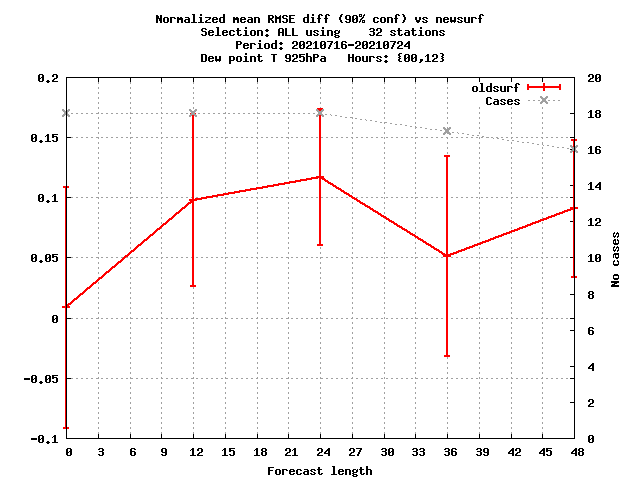 Normalized mean RMSE diff (90% conf) vs newsurf
Selection: ALL using    32 stations
Period: 20210716-20210724
Dew point T 925hPa   Hours: {00,12}
oldsurf
Cases
0.2
0.15
0.1
0.05
0
-0.05
-0.1
20
18
16
14
12
10
8
6
4
2
0
No cases
0 3 6 9 12 15 18 21 24 27 30 33 36 39 42 45 48
Forecast length